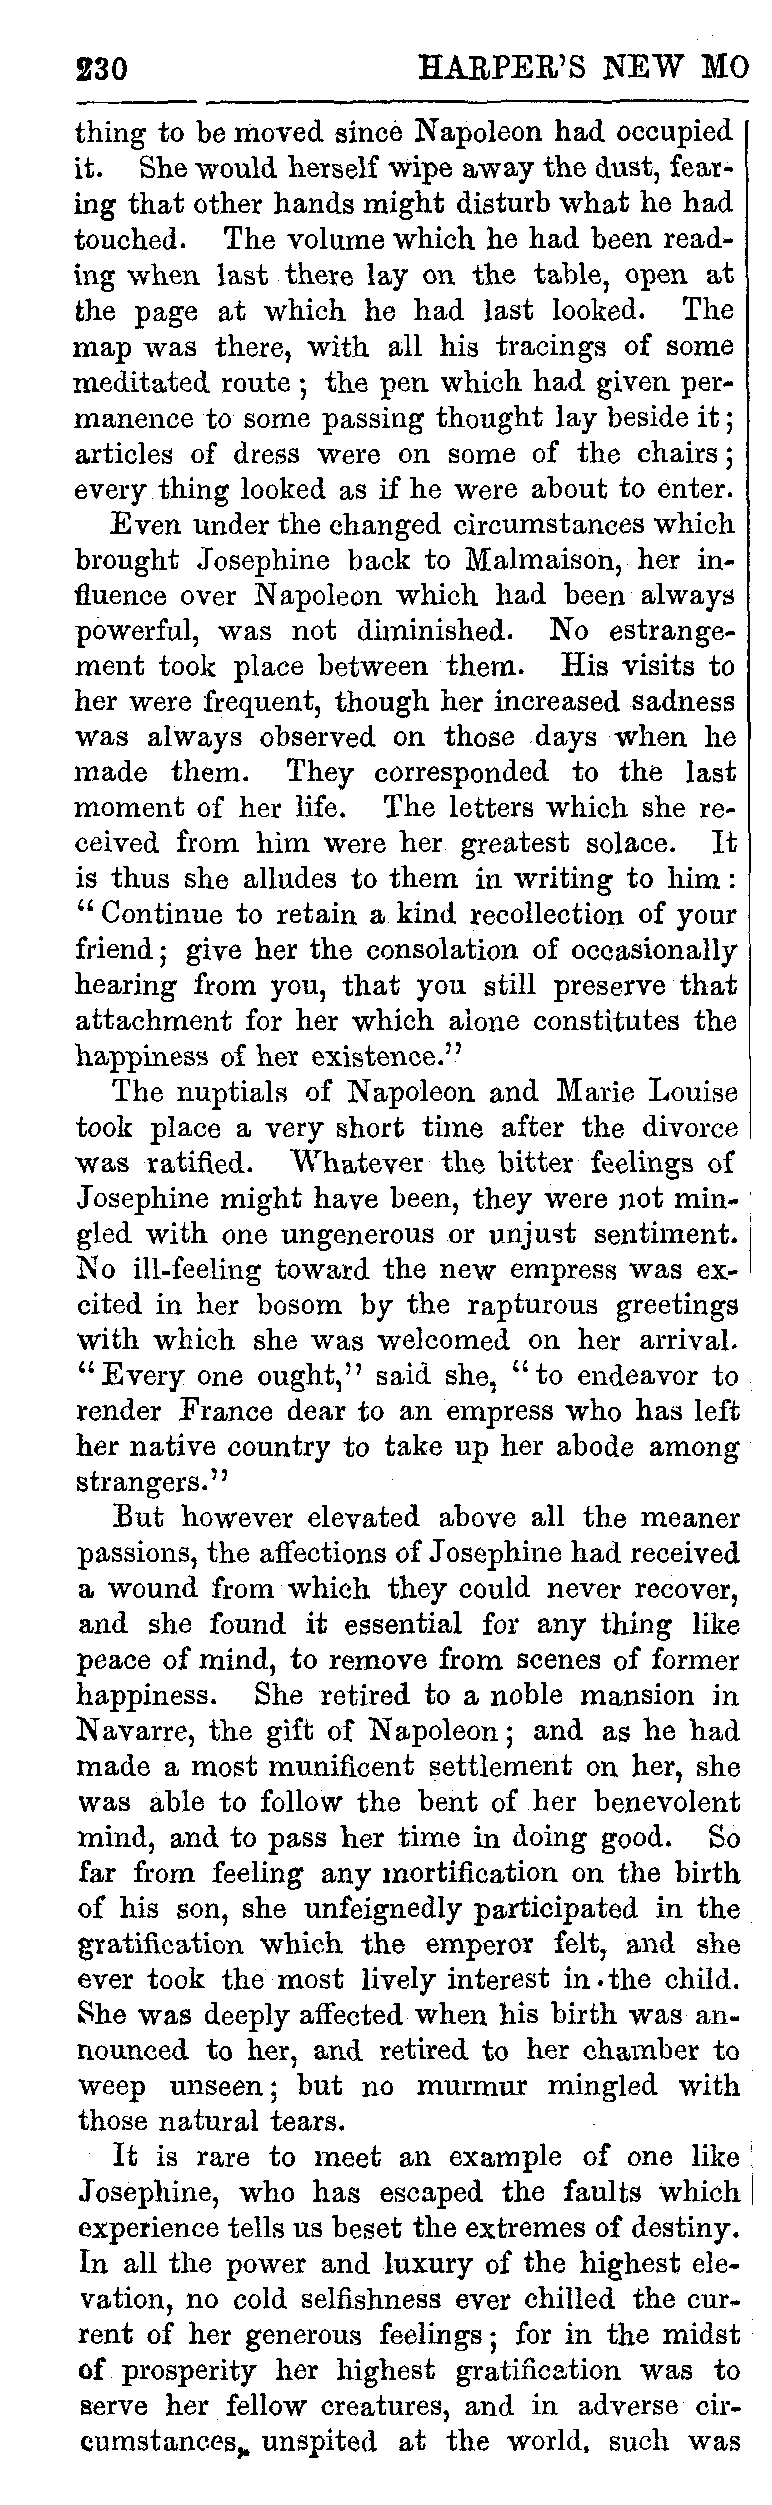 230 HARPER'S NEW MO
thing to be moved since Napoleon had occupied
it. She would herself wipe away the dust, fear-
ing that other hands might disturb what he had
touched. The volume which he had been read-
ing when last there lay on the table, open at
the page at which he had last looked. The
map was there, with all his tracings of some
meditated route; the pen which had given per-
manence to some passing thought lay beside it;
articles of dress were on some of the chairs;
every thing looked as if he were about to enter.
Even under the changed circumstances which
brought Josephine back to Malmaison, her in-
fluence over Napoleon which had been always
powerful, was not diminished. No estrange-
ment took place between them. His visits to
her were frequent, though her increased sadness
was always observed on those days when he
made them. They corresponded to the last
moment of her life. The letters which she re-
ceived from him were her greatest solace. It
is thus she alludes to them in writing to him:
"Continue to retain a kind recollection of your
friend; give her the consolation of occasionally
hearing from you, that you still preserve that
attachment for her which alone constitutes the
happiness of her existence."
The nuptials of Napoleon and Marie Louise
took place a very short time after the divorce
was ratified. Whatever the bitter feelings of
Josephine might have been, they were not min-
gled with one ungenerous or unjust sentiment.
No ill-feeling toward the new empress was ex-
cited in her bosom by the rapturous greetings
with which she was welcomed on her arrival.
"Every one ought," said she, "to endeavor to
render France dear to an empress who has left
her native country to take up her abode among
strangers."
But however elevated above all the meaner
passions, the affections of Josephine had received
a wound from which they could never recover,
and she found it essential for any thing like
peace of mind, to remove from scenes of former
happiness. She retired to a noble mansion in
Navarre, the gift of Napoleon; and as he had
made a most munificent settlement on her, she
was able to follow the bent of her benevolent
mind, and to pass her time in doing good. So
far from feeling any mortification on the birth
of his son, she unfeignedly participated in the
gratification which the emperor felt, and she
ever took the most lively interest in the child.
She was deeply affected when his birth was an-
nounced to her, and retired to her chamber to
weep unseen; but no murmur mingled with
those natural tears.
It is rare to meet an example of one like
Josephine, who has escaped the faults which
experience tells us beset the extremes of destiny.
In all the power and luxury of the highest ele-
vation, no cold selfishness ever chilled the cur-
rent of her generous feelings; for in the midst
of prosperity her highest gratification was to
serve her fellow creatures, and in adverse cir-
cumstances, unspited at the world, such was